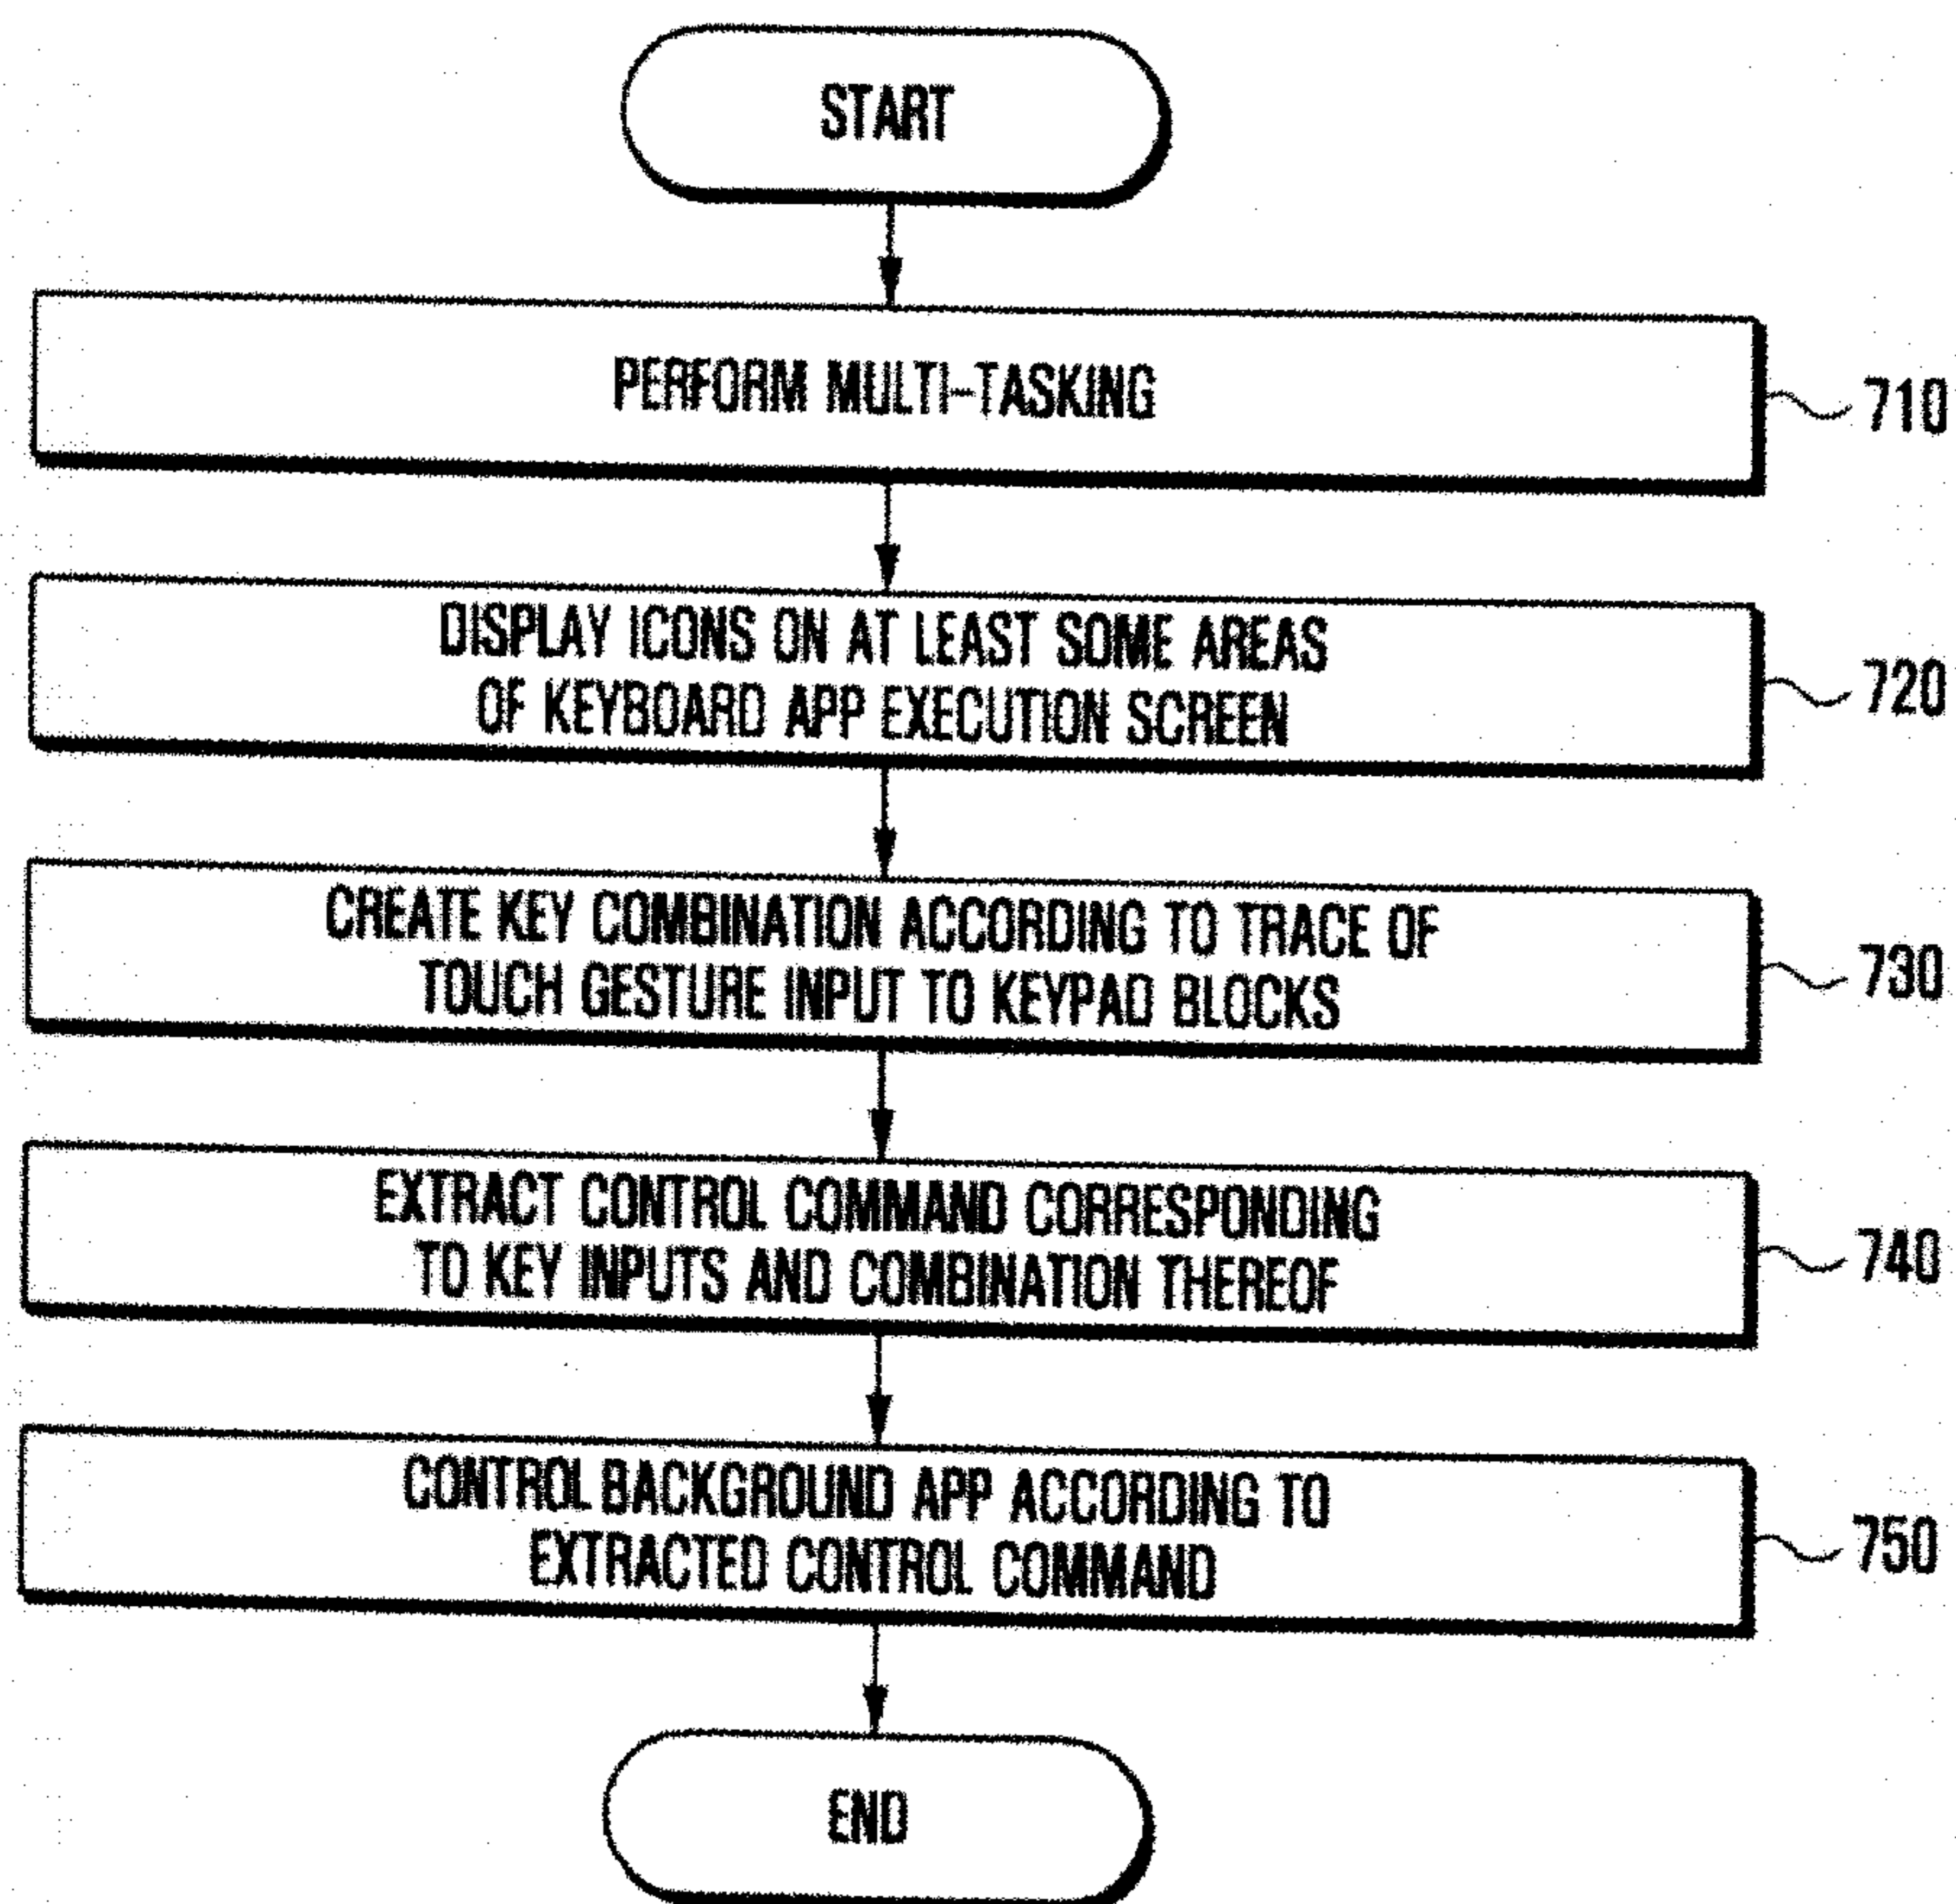 START
PERFORM MULTI-TASKING
710
DISPLAY ICONS ON AT LEAST SOME AREAS
OF KEYBOARD APP EXECUTION SCREEN
720
CREATE KEY COMBINATION ACCORDING TO TRACE OF
TOUCH GESTURE INPUT TO KEYPAD BLOCKS
730
EXTRACT CONTROL COMMAND CORRESPONDING
TO KEY INPUTS AND COMBINATION THEREOF
740
CONTROL BACKGROUND APP ACCORDING TO
EXTRACTED CONTROL COMMAND
750
END